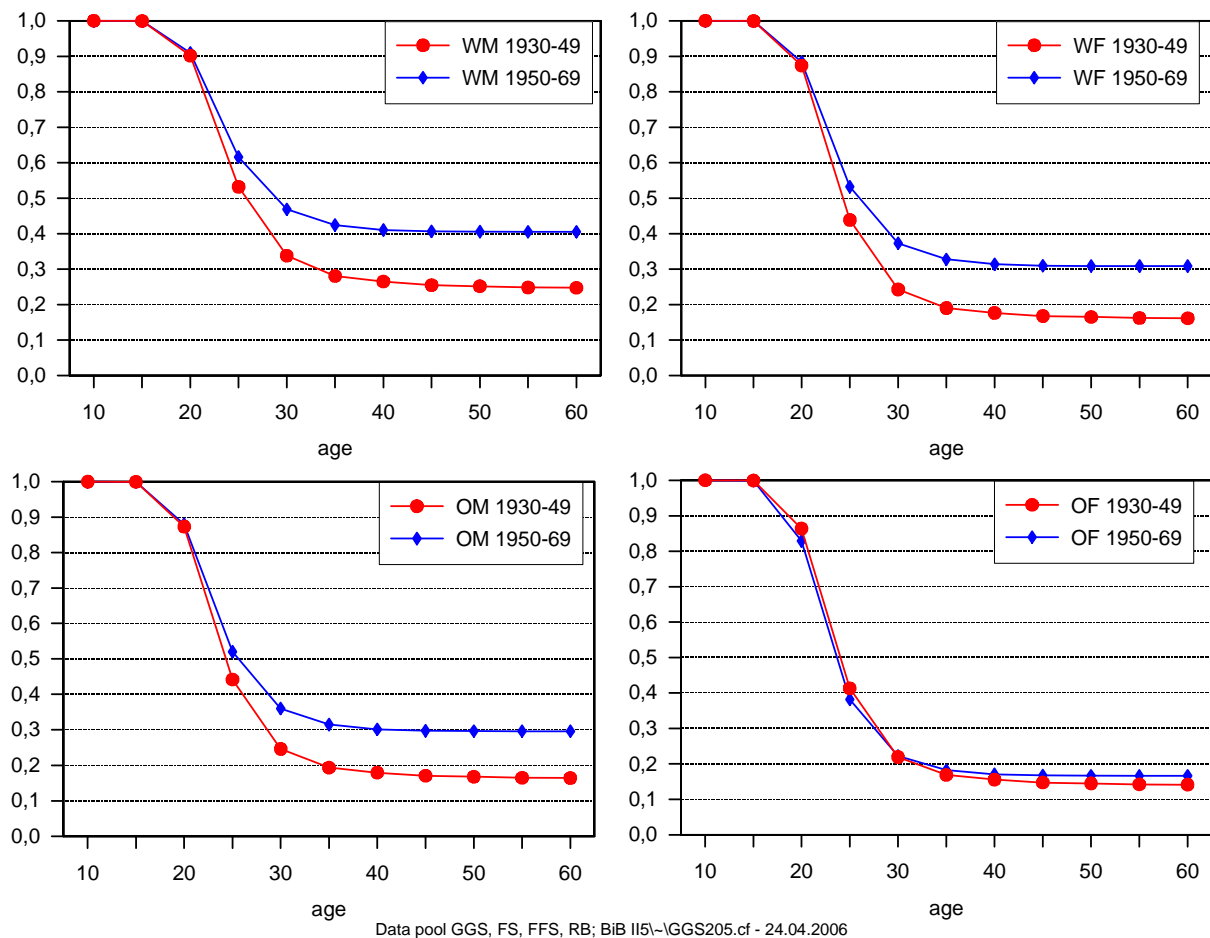 1,0
0,9
0,8
0,7
0,6
0,5
0,4
0,3
0,2
0,1
0,0
WM 1930-49
WM 1950-69
10 20 30 40 50 60
age
1,0
0,9
0,8
0,7
0,6
0,5
0,4
0,3
0,2
0,1
0,0
WF 1930-49
WF 1950-69
10 20 30 40 50 60
age
1,0
0,9
0,8
0,7
0,6
0,5
0,4
0,3
0,2
0,1
0,0
OM 1930-49
OM 1950-69
10 20 30 40 50 60
age
1,0
0,9
0,8
0,7
0,6
0,5
0,4
0,3
0,2
0,1
0,0
OF 1930-49
OF 1950-69
10 20 30 40 50 60
age
Data pool GGS, FS, FFS, RB; BiB II5\~\GGS205.cf - 24.04.2006